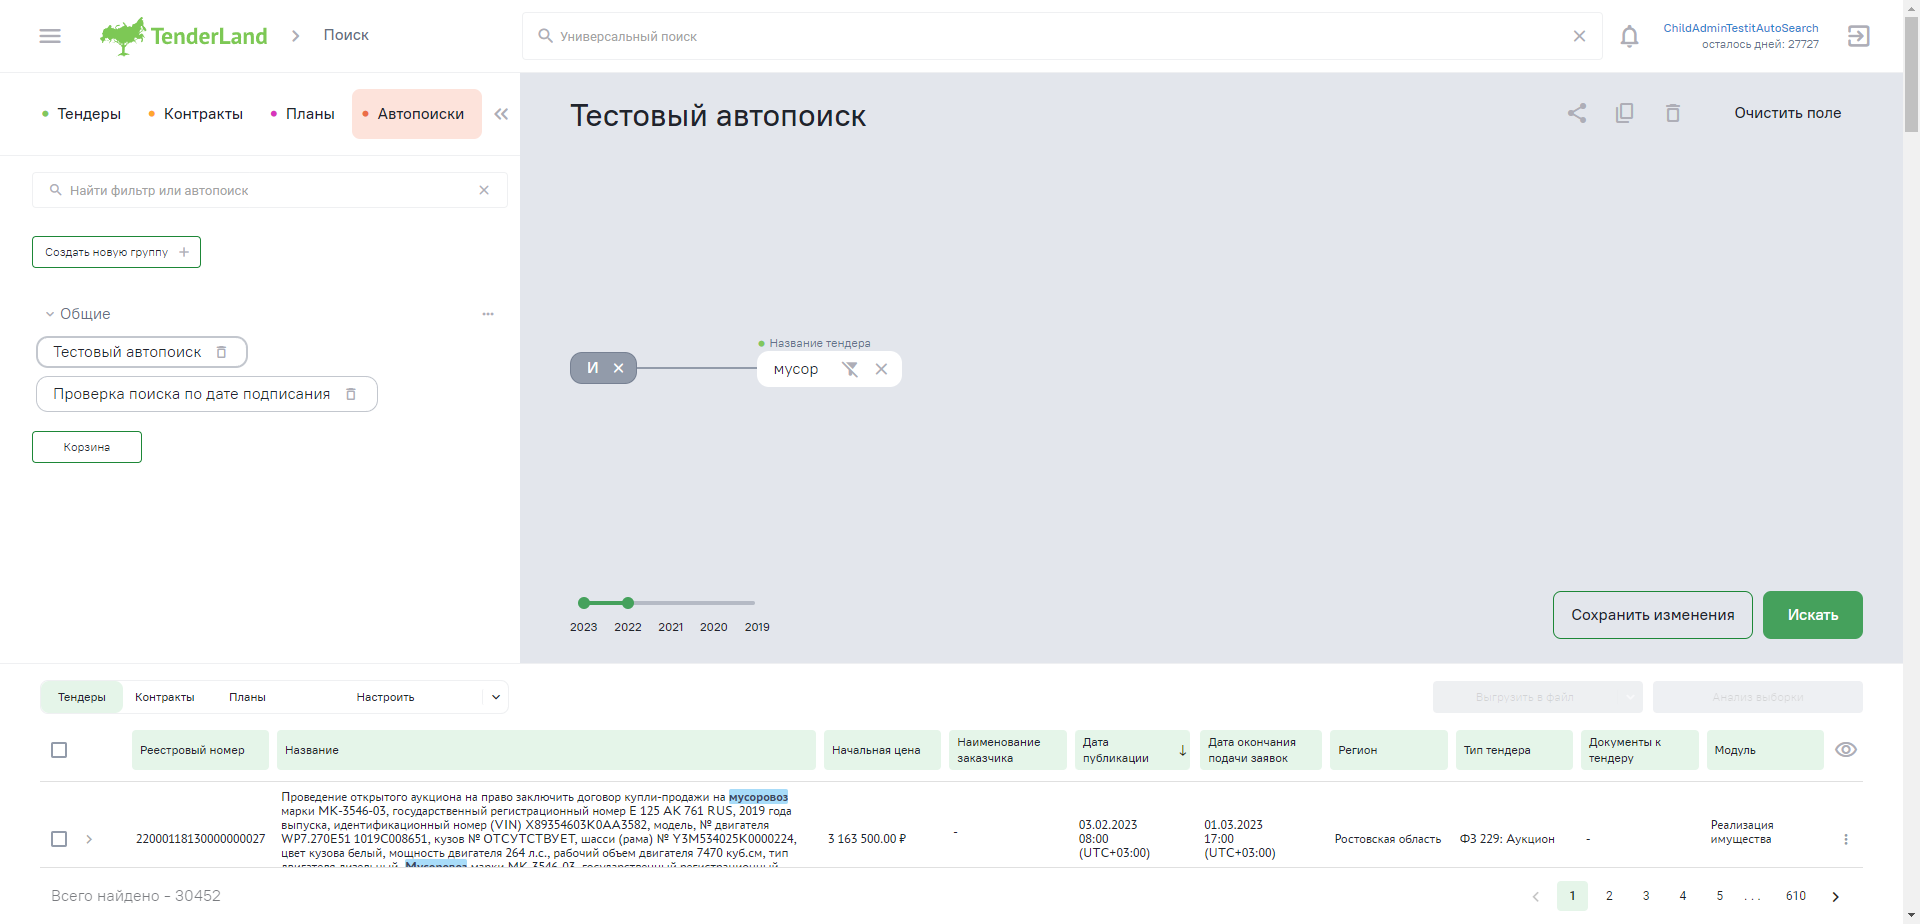 TenderLand
Поиск
Универсальный поиск
ChildAdminTestitAutoSearch
осталось дней: 27727
Тендеры
Контракты
Планы
Автопоиски
Найти фильтр или автопоиск
Создать новую группу
Общие
Тестовый автопоиск
Проверка поиска по дате подписания
Корзина
Тестовый автопоиск
Очистить поле
И
Название тендера
мусор
2023 2022 2021 2020 2019
Сохранить изменения
Искать
Тендеры Контракты Планы Настроить
Выгрузить в файл
Анализ выборки
Реестровый номер
Название
Начальная цена
Наименование
заказчика
Дата
публикации
Дата окончания
подачи заявок
Регион
Тип тендера
Документы к
тендеру
Модуль
22000118130000000027
Проведение открытого аукциона на право заключить договор купли-продажи на мусоровоз
марки МК-3546-03, государственный регистрационный номер Е 125 АК 761 RUS, 2019 года
выпуска, идентификационный номер (VIN) X89354603K0AA3582, модель, № двигателя
WP7.270E51 1019C008651, кузов № ОТСУТСТВУЕТ, шасси (рама) № Y3M534025K0000224,
цвет кузова белый, мощность двигателя 264 л.с., рабочий объем двигателя 7470 куб.см, тип
двигателя дизельный. Мусоровоз марки МК-3546-03, государственный регистрационный
3 163 500.00 ₽
-
03.02.2023
08:00
(UTC+03:00)
01.03.2023
17:00
(UTC+03:00)
Ростовская область
ФЗ 229: Аукцион
-
Реализация
имущества
Всего найдено - 30452
1 2 3 4 5 ... 610